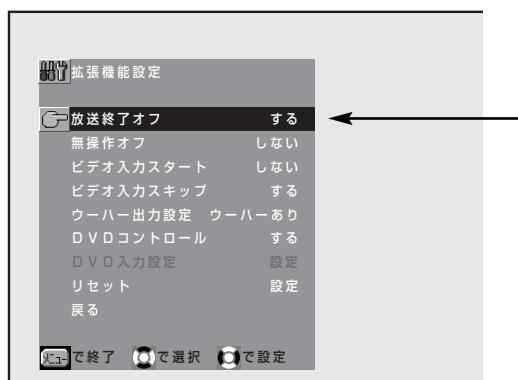 拡張機能設定
放送終了オフ する
無操作オフ しない
ビデオ入力スタート しない
ビデオ入力スキップ する
ウーハー出力設定 ウーハーあり
DVDコントロール する
DVD入力設定 設定
リセット 設定
戻る
メニューで終了 で選択 で設定